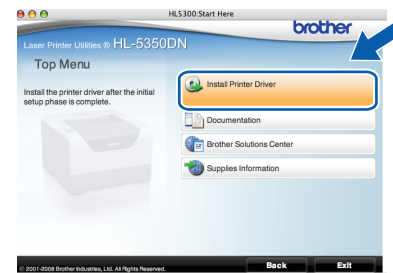 HL5300:Start Here
brother
Laser Printer Utilities ® HL-5350DN
Top Menu
Install the printer driver after the initial
setup phase is complete.
Install Printer Driver
Documentation
Brother Solutions Center
Supplies Information
© 2001-2008 Brother Industries, Ltd. All Rights Reserved.
Back
Exit